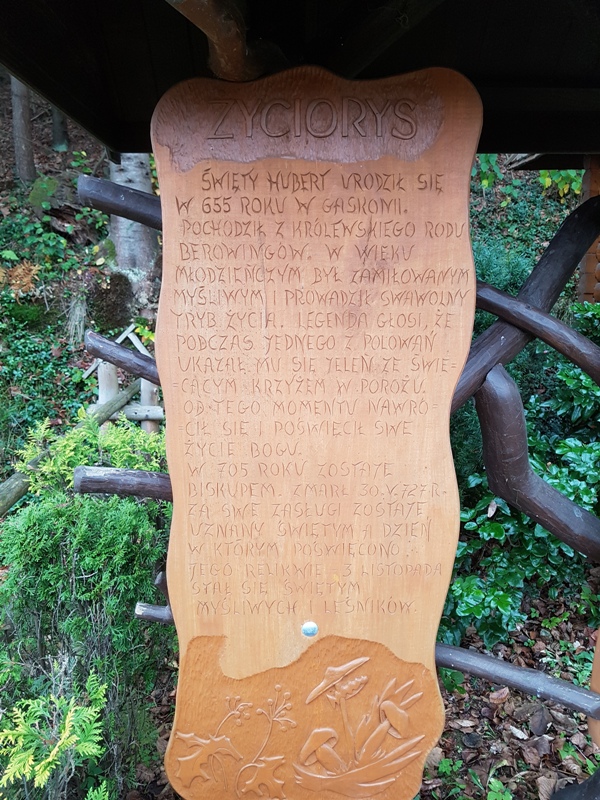 ŻYCIORYS
ŚWIĘTY HUBERT URODZIŁ SIĘ
W 655 ROKU W GASKONII.
POCHODZIŁ Z KRÓLEWSKIEGO RODU
BEROWINGÓW. W WIEKU
MŁODZIEŃCZYM BYŁ ZAMIŁOWANYM
MYŚLIWYM I PROWADZIŁ SWAWOLNY
TRYB ŻYCIA. LEGENDA GŁOSI, ŻE
PODCZAS JEDNEGO Z POLOWAŃ
UKAZAŁ MU SIĘ JELEŃ ZE ŚWIE-
-CĄCYM KRZYŻEM W POROŻU.
OD TEGO MOMENTU NAWRÓ-
-CIŁ SIĘ I POŚWIĘCIŁ SWE
ŻYCIE BOGU.
W 705 ROKU ZOSTAJE
BISKUPEM. ZMARŁ 30.V.727 R.
ZA SWE ZASŁUGI ZOSTAJE
UZNANY ŚWIĘTYM A DZIEŃ
W KTÓRYM POŚWIĘCONO
JEGO RELIKWIE - 3 LISTOPADA
STAŁ SIĘ ŚWIĘTYM
MYŚLIWYCH I LEŚNIKÓW.